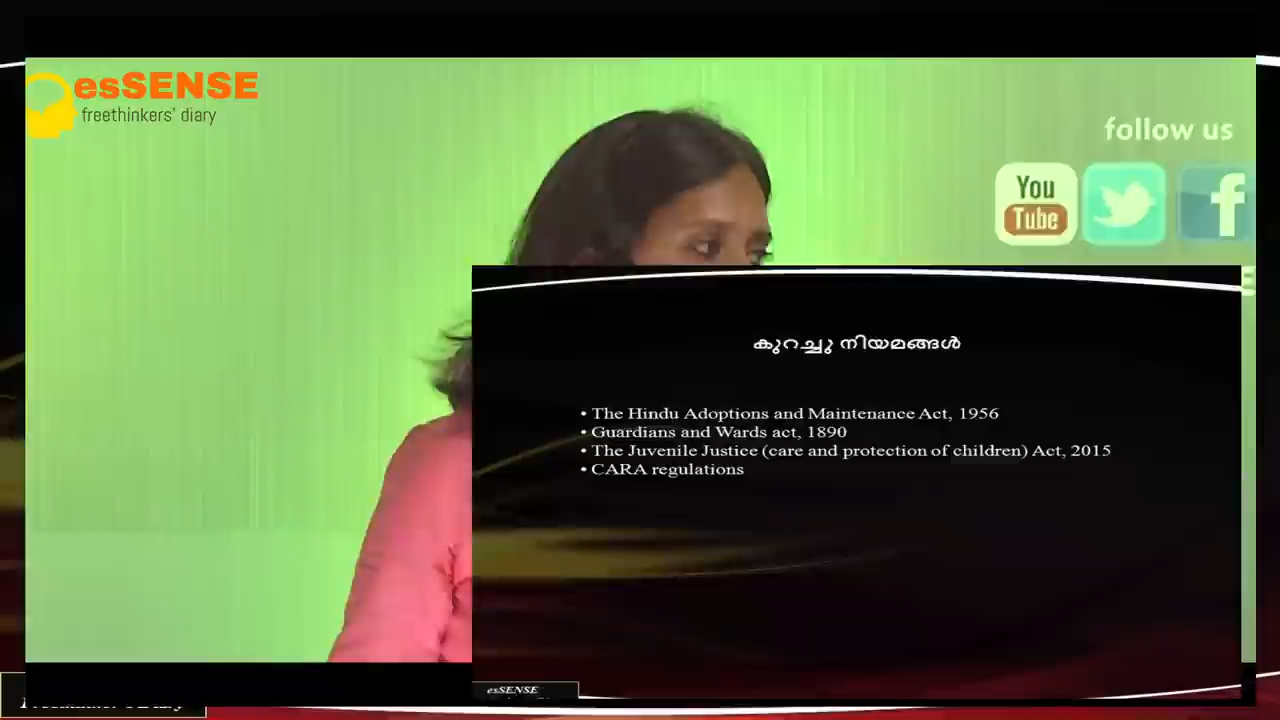 esSENSE
freethinkers' diary
follow us
You
Tube
f
കുറച്ചു നിയമങ്ങൾ
• The Hindu Adoptions and Maintenance Act, 1956
• Guardians and Wards act, 1890
• The Juvenile Justice (care and protection of children) Act, 2015
• CARA regulations
esSENSE